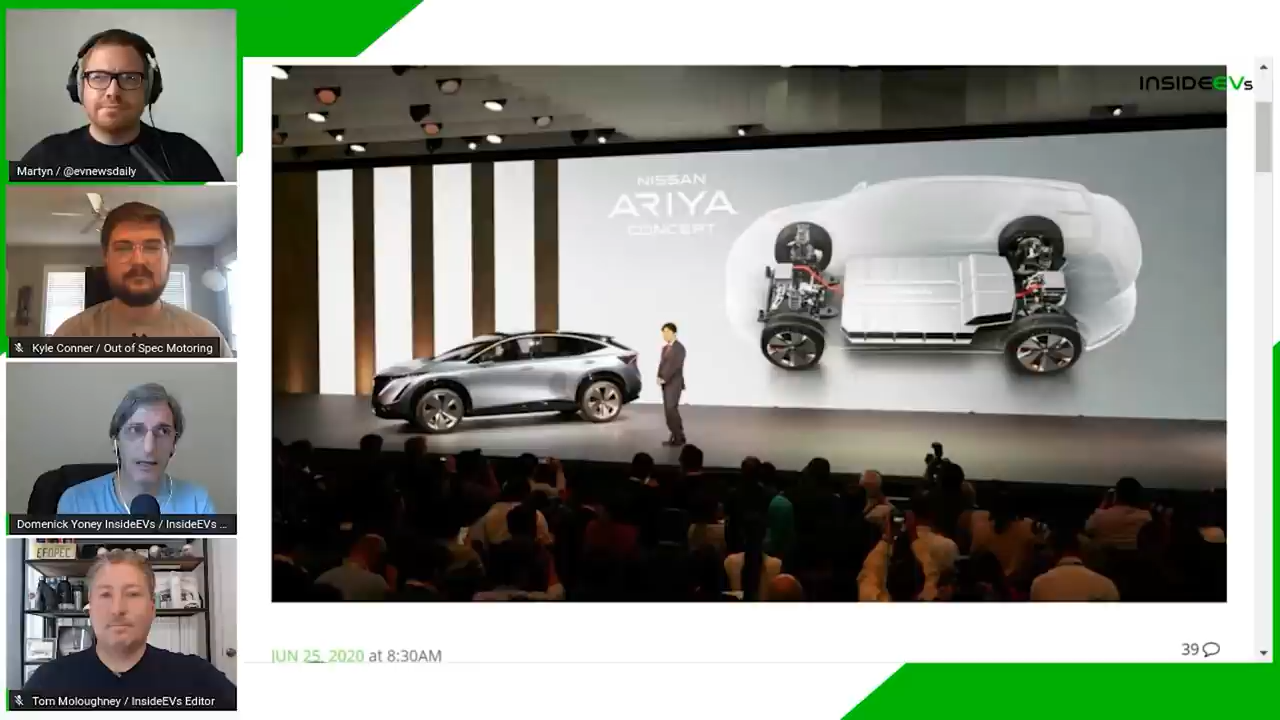 Martyn / @evnewsdaily
Kyle Conner / Out of Spec Motoring
Domenick Yoney InsideEVs / InsideEVs ...
EFOPEC
Tom Moloughney / InsideEVs Editor
INSIDEEVs
NISSAN
ARIYA
CONCEPT
JUN 25, 2020 at 8:30AM
39